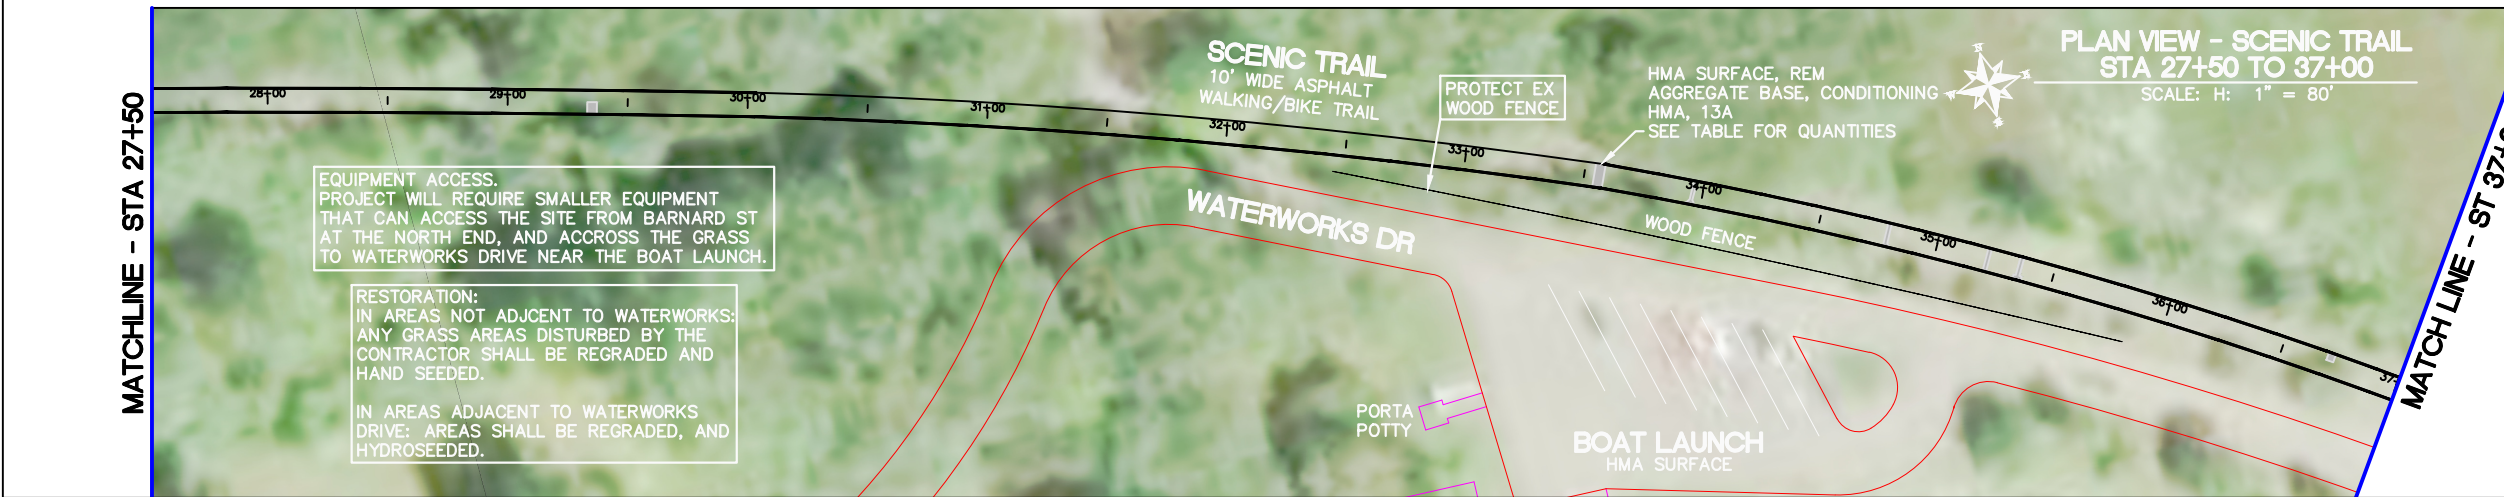 MATCHLINE - STA 27+50
28+00
29+00
30+00
31+00
32+00
33+00
34+00
35+00
36+00
SCENIC TRAIL
10' WIDE ASPHALT
WALKING/BIKE TRAIL
PROTECT EX
WOOD FENCE
HMA SURFACE, REM
AGGREGATE BASE, CONDITIONING
HMA, 13A
SEE TABLE FOR QUANTITIES
PLAN VIEW - SCENIC TRAIL
STA 27+50 TO 37+00
SCALE: H: 1" = 80'
EQUIPMENT ACCESS.
PROJECT WILL REQUIRE SMALLER EQUIPMENT
THAT CAN ACCESS THE SITE FROM BARNARD ST
AT THE NORTH END, AND ACCROSS THE GRASS
TO WATERWORKS DRIVE NEAR THE BOAT LAUNCH.
RESTORATION:
IN AREAS NOT ADJCENT TO WATERWORKS:
ANY GRASS AREAS DISTURBED BY THE
CONTRACTOR SHALL BE REGRADED AND
HAND SEEDED.
IN AREAS ADJACENT TO WATERWORKS
DRIVE: AREAS SHALL BE REGRADED, AND
HYDROSEEDED.
WATERWORKS DR
WOOD FENCE
PORTA
POTTY
BOAT LAUNCH
HMA SURFACE
MATCH LINE - ST